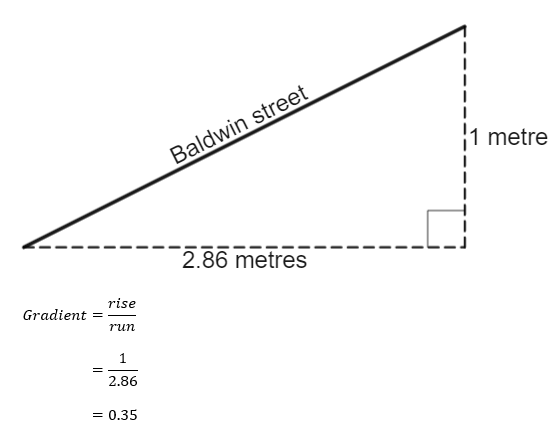 Baldwin street
1 metre
2.86 metres
Gradient = rise/run
= 1/2.86
= 0.35